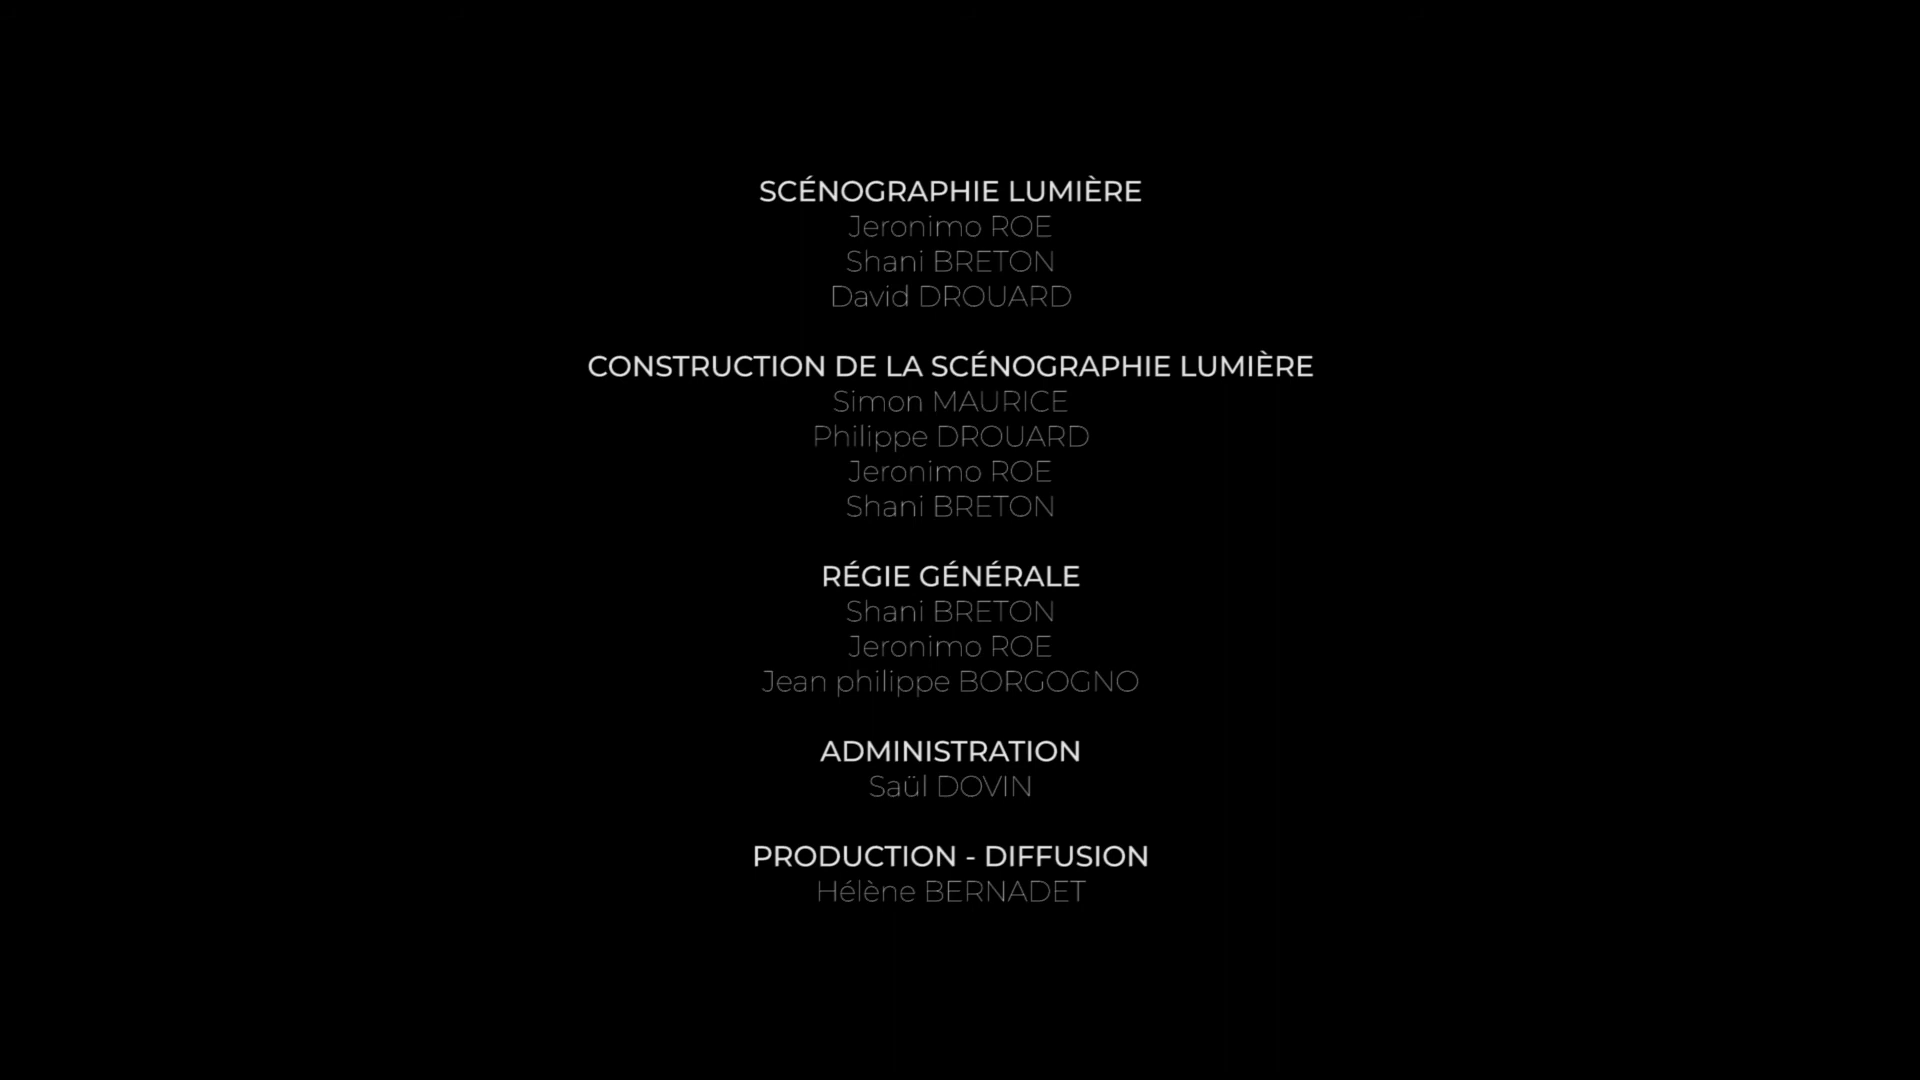 SCÉNOGRAPHIE LUMIÈRE
Jeronimo ROE
Shani BRETON
David DROUARD
CONSTRUCTION DE LA SCÉNOGRAPHIE LUMIÈRE
Simon MAURICE
Philippe DROUARD
Jeronimo ROE
Shani BRETON
RÉGIE GÉNÉRALE
Shani BRETON
Jeronimo ROE
Jean philippe BORGOGNO
ADMINISTRATION
Saül DOVIN
PRODUCTION - DIFFUSION
Hélène BERNADET